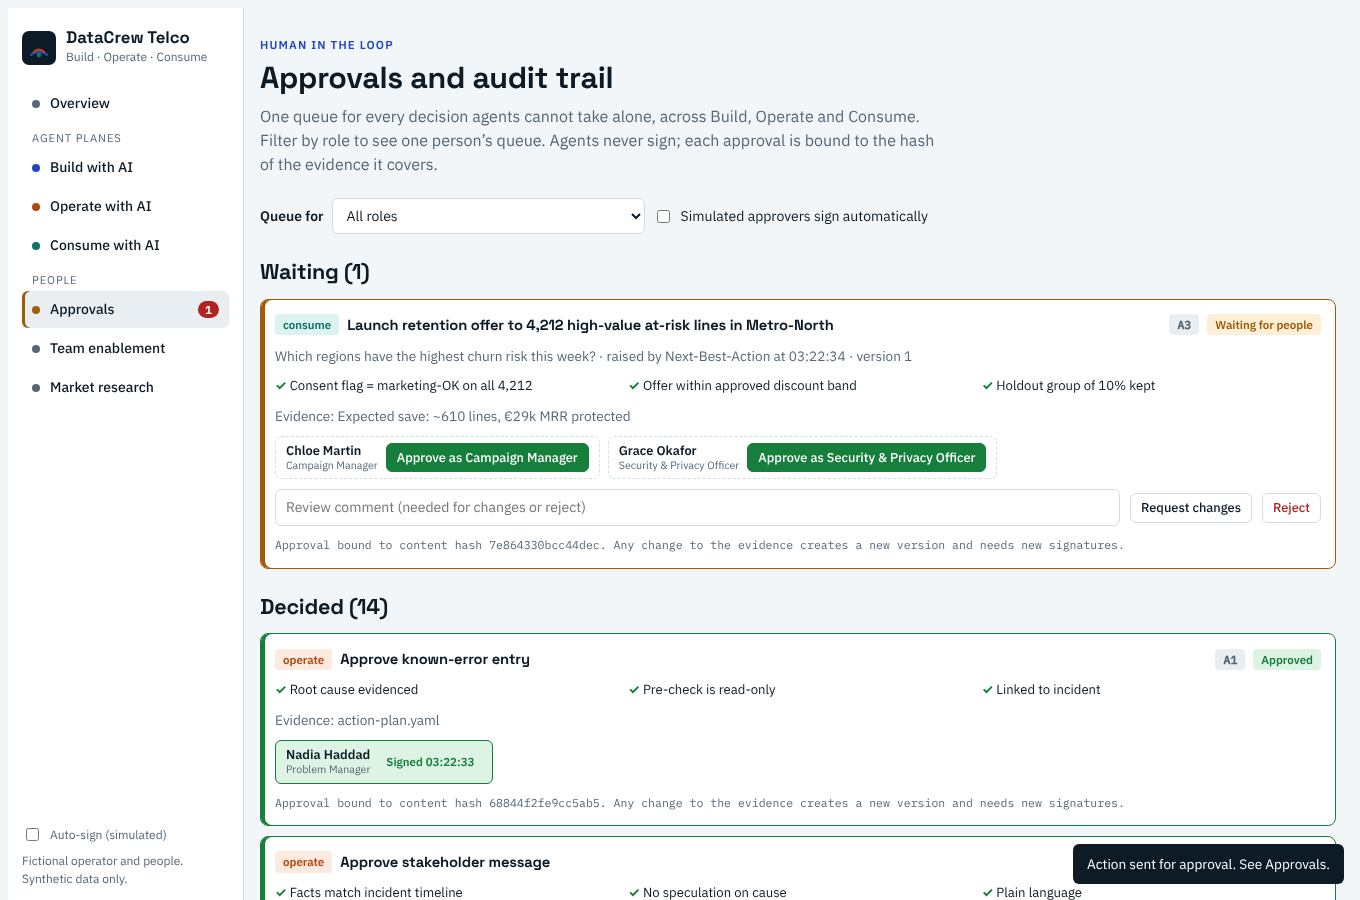 DataCrew Telco
Build · Operate · Consume
Overview
AGENT PLANES
Build with AI
Operate with AI
Consume with AI
PEOPLE
Approvals 1
Team enablement
Market research
Auto-sign (simulated)
Fictional operator and people.
Synthetic data only.
HUMAN IN THE LOOP
Approvals and audit trail
One queue for every decision agents cannot take alone, across Build, Operate and Consume.
Filter by role to see one person’s queue. Agents never sign; each approval is bound to the hash
of the evidence it covers.
Queue for All roles Simulated approvers sign automatically
Waiting (1)
consume Launch retention offer to 4,212 high-value at-risk lines in Metro-North A3 Waiting for people
Which regions have the highest churn risk this week? · raised by Next-Best-Action at 03:22:34 · version 1
✓ Consent flag = marketing-OK on all 4,212 ✓ Offer within approved discount band ✓ Holdout group of 10% kept
Evidence: Expected save: ~610 lines, €29k MRR protected
Chloe Martin
Campaign Manager
Approve as Campaign Manager
Grace Okafor
Security & Privacy Officer
Approve as Security & Privacy Officer
Review comment (needed for changes or reject) Request changes Reject
Approval bound to content hash 7e864330bcc44dec. Any change to the evidence creates a new version and needs new signatures.
Decided (14)
operate Approve known-error entry A1 Approved
✓ Root cause evidenced ✓ Pre-check is read-only ✓ Linked to incident
Evidence: action-plan.yaml
Nadia Haddad
Problem Manager
Signed 03:22:33
Approval bound to content hash 68844f2fe9cc5ab5. Any change to the evidence creates a new version and needs new signatures.
operate Approve stakeholder message
✓ Facts match incident timeline ✓ No speculation on cause ✓ Plain language
Action sent for approval. See Approvals.